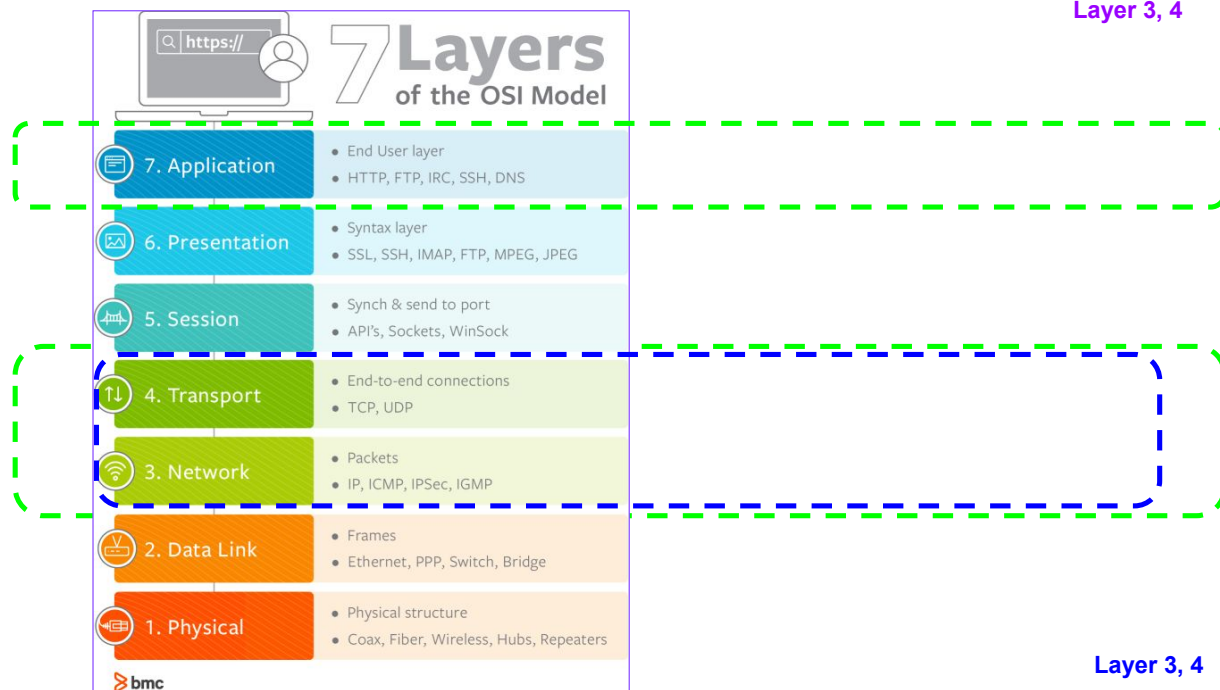 Layer 3, 4
https://
7 Layers
of the OSI Model
7. Application
• End User layer
• HTTP, FTP, IRC, SSH, DNS
6. Presentation
• Syntax layer
• SSL, SSH, IMAP, FTP, MPEG, JPEG
5. Session
• Synch & send to port
• API's, Sockets, WinSock
4. Transport
• End-to-end connections
• TCP, UDP
3. Network
• Packets
• IP, ICMP, IPSec, IGMP
2. Data Link
• Frames
• Ethernet, PPP, Switch, Bridge
1. Physical
• Physical structure
• Coax, Fiber, Wireless, Hubs, Repeaters
Layer 3, 4
bmc